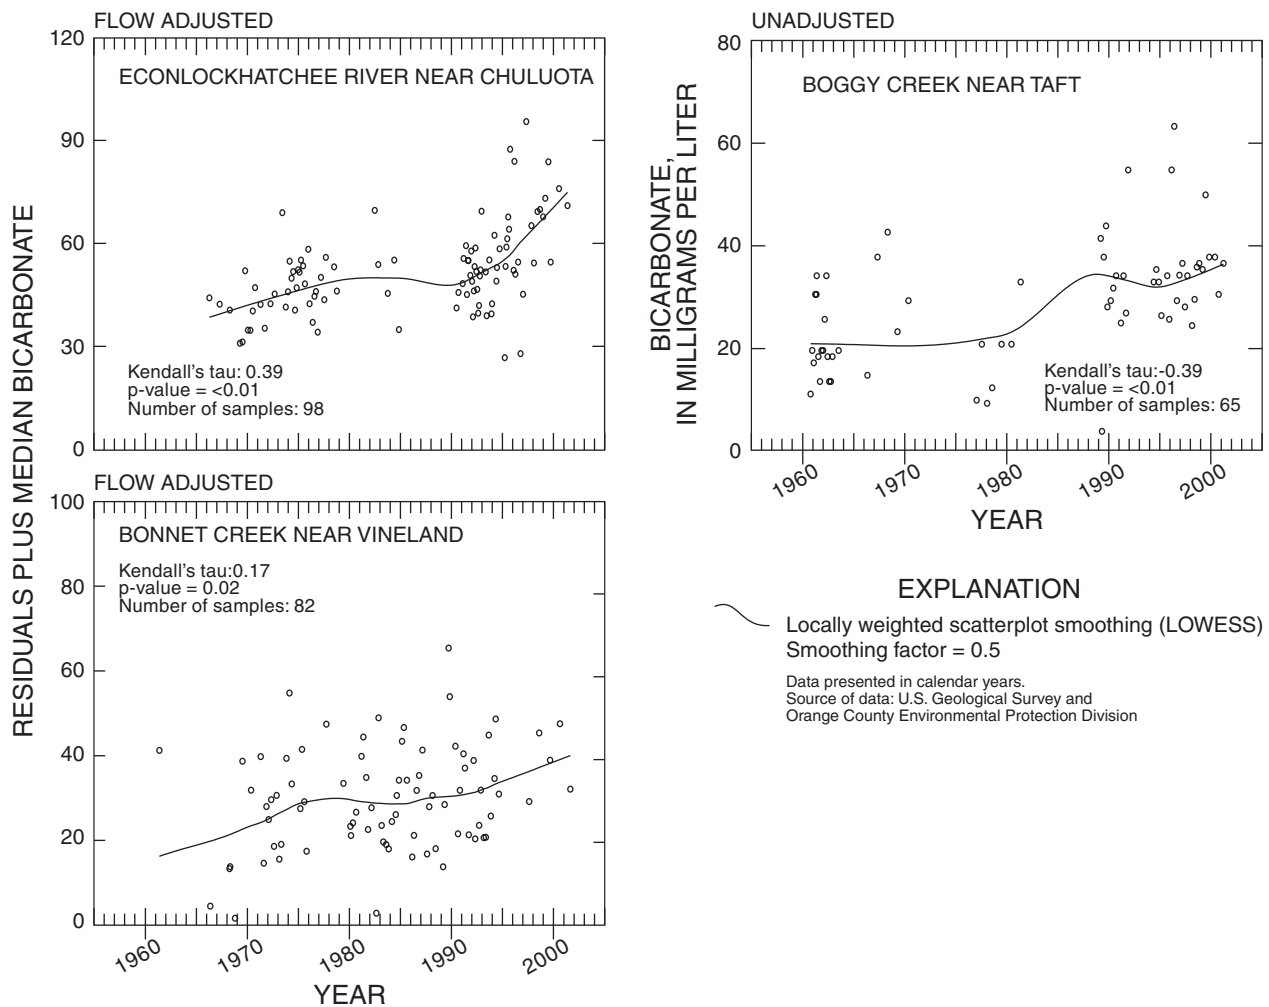 FLOW ADJUSTED
120
90
60
30
0
ECONLOCKHATCHEE RIVER NEAR CHULUOTA
Kendall's tau: 0.39
p-value = <0.01
Number of samples: 98
RESIDUALS PLUS MEDIAN BICARBONATE
FLOW ADJUSTED
100
80
60
40
20
0
BONNET CREEK NEAR VINELAND
Kendall's tau:0.17
p-value = 0.02
Number of samples: 82
1960
1970
1980
1990
2000
YEAR
UNADJUSTED
80
60
40
20
0
BICARBONATE,
IN MILLIGRAMS PER LITER
BOGGY CREEK NEAR TAFT
Kendall's tau:-0.39
p-value = <0.01
Number of samples: 65
1960
1970
1980
1990
2000
YEAR
EXPLANATION
Locally weighted scatterplot smoothing (LOWESS)
Smoothing factor = 0.5
Data presented in calendar years.
Source of data: U.S. Geological Survey and
Orange County Environmental Protection Division